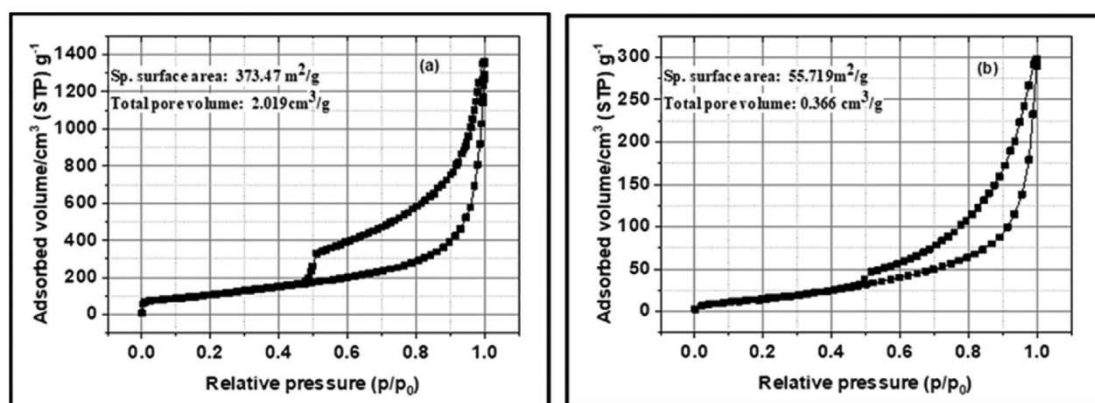 (a)
Sp. surface area: 373.47 m²/g
Total pore volume: 2.019cm³/g
Adsorbed volume/cm³ (STP) g⁻¹
1400
1200
1000
800
600
400
200
0
0.0 0.2 0.4 0.6 0.8 1.0
Relative pressure (p/p₀)
(b)
Sp. surface area: 55.719m²/g
Total pore volume: 0.366 cm³/g
Adsorbed volume/cm³ (STP) g⁻¹
300
250
200
150
100
50
0
0.0 0.2 0.4 0.6 0.8 1.0
Relative pressure (p/p₀)